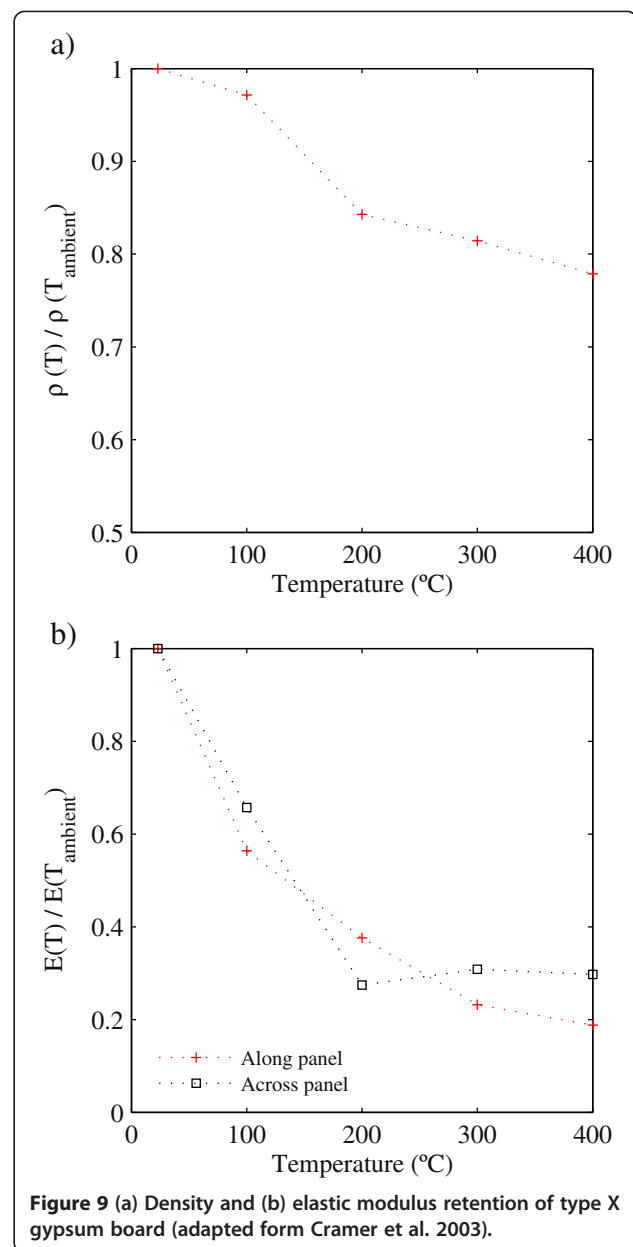 a)
1
0.9
0.8
0.7
0.6
0.5
ρ (T) / ρ (T_ambient)
0 100 200 300 400
Temperature (ºC)
b)
1
0.8
0.6
0.4
0.2
0
E(T) / E(T_ambient)
Along panel
Across panel
0 100 200 300 400
Temperature (ºC)
Figure 9 (a) Density and (b) elastic modulus retention of type X
gypsum board (adapted form Cramer et al. 2003).